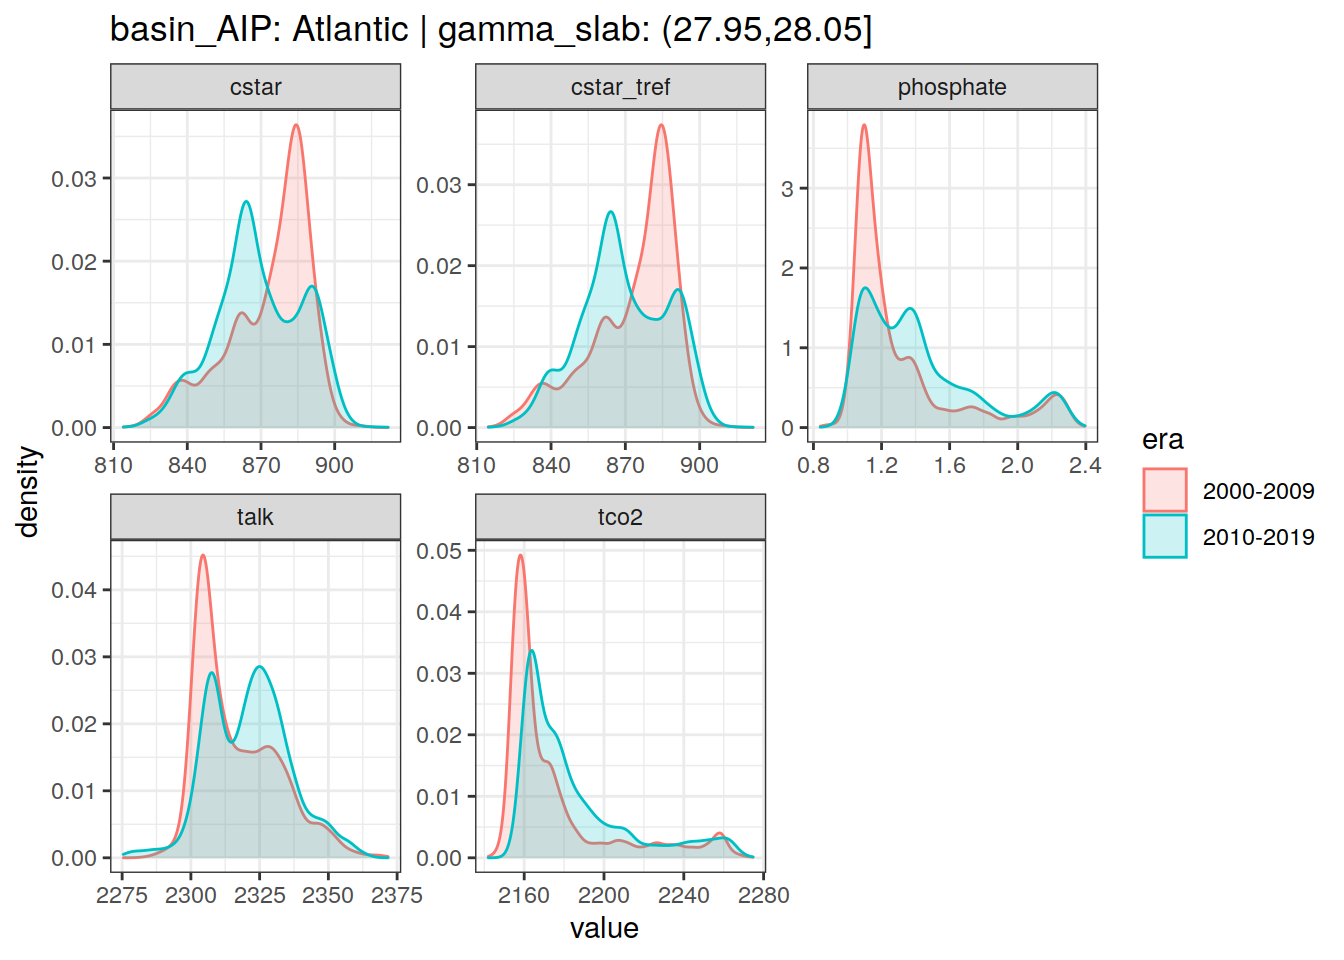 basin_AIP: Atlantic | gamma_slab: (27.95,28.05]
cstar
cstar_tref
phosphate
0.03
0.02
0.01
0.00
810 840 870 900
0.03
0.02
0.01
0.00
810 840 870 900
3
2
1
0
0.8 1.2 1.6 2.0 2.4
talk
tco2
0.04
0.03
0.02
0.01
0.00
2275 2300 2325 2350 2375
0.05
0.04
0.03
0.02
0.01
0.00
2160 2200 2240 2280
density
value
era
2000-2009
2010-2019